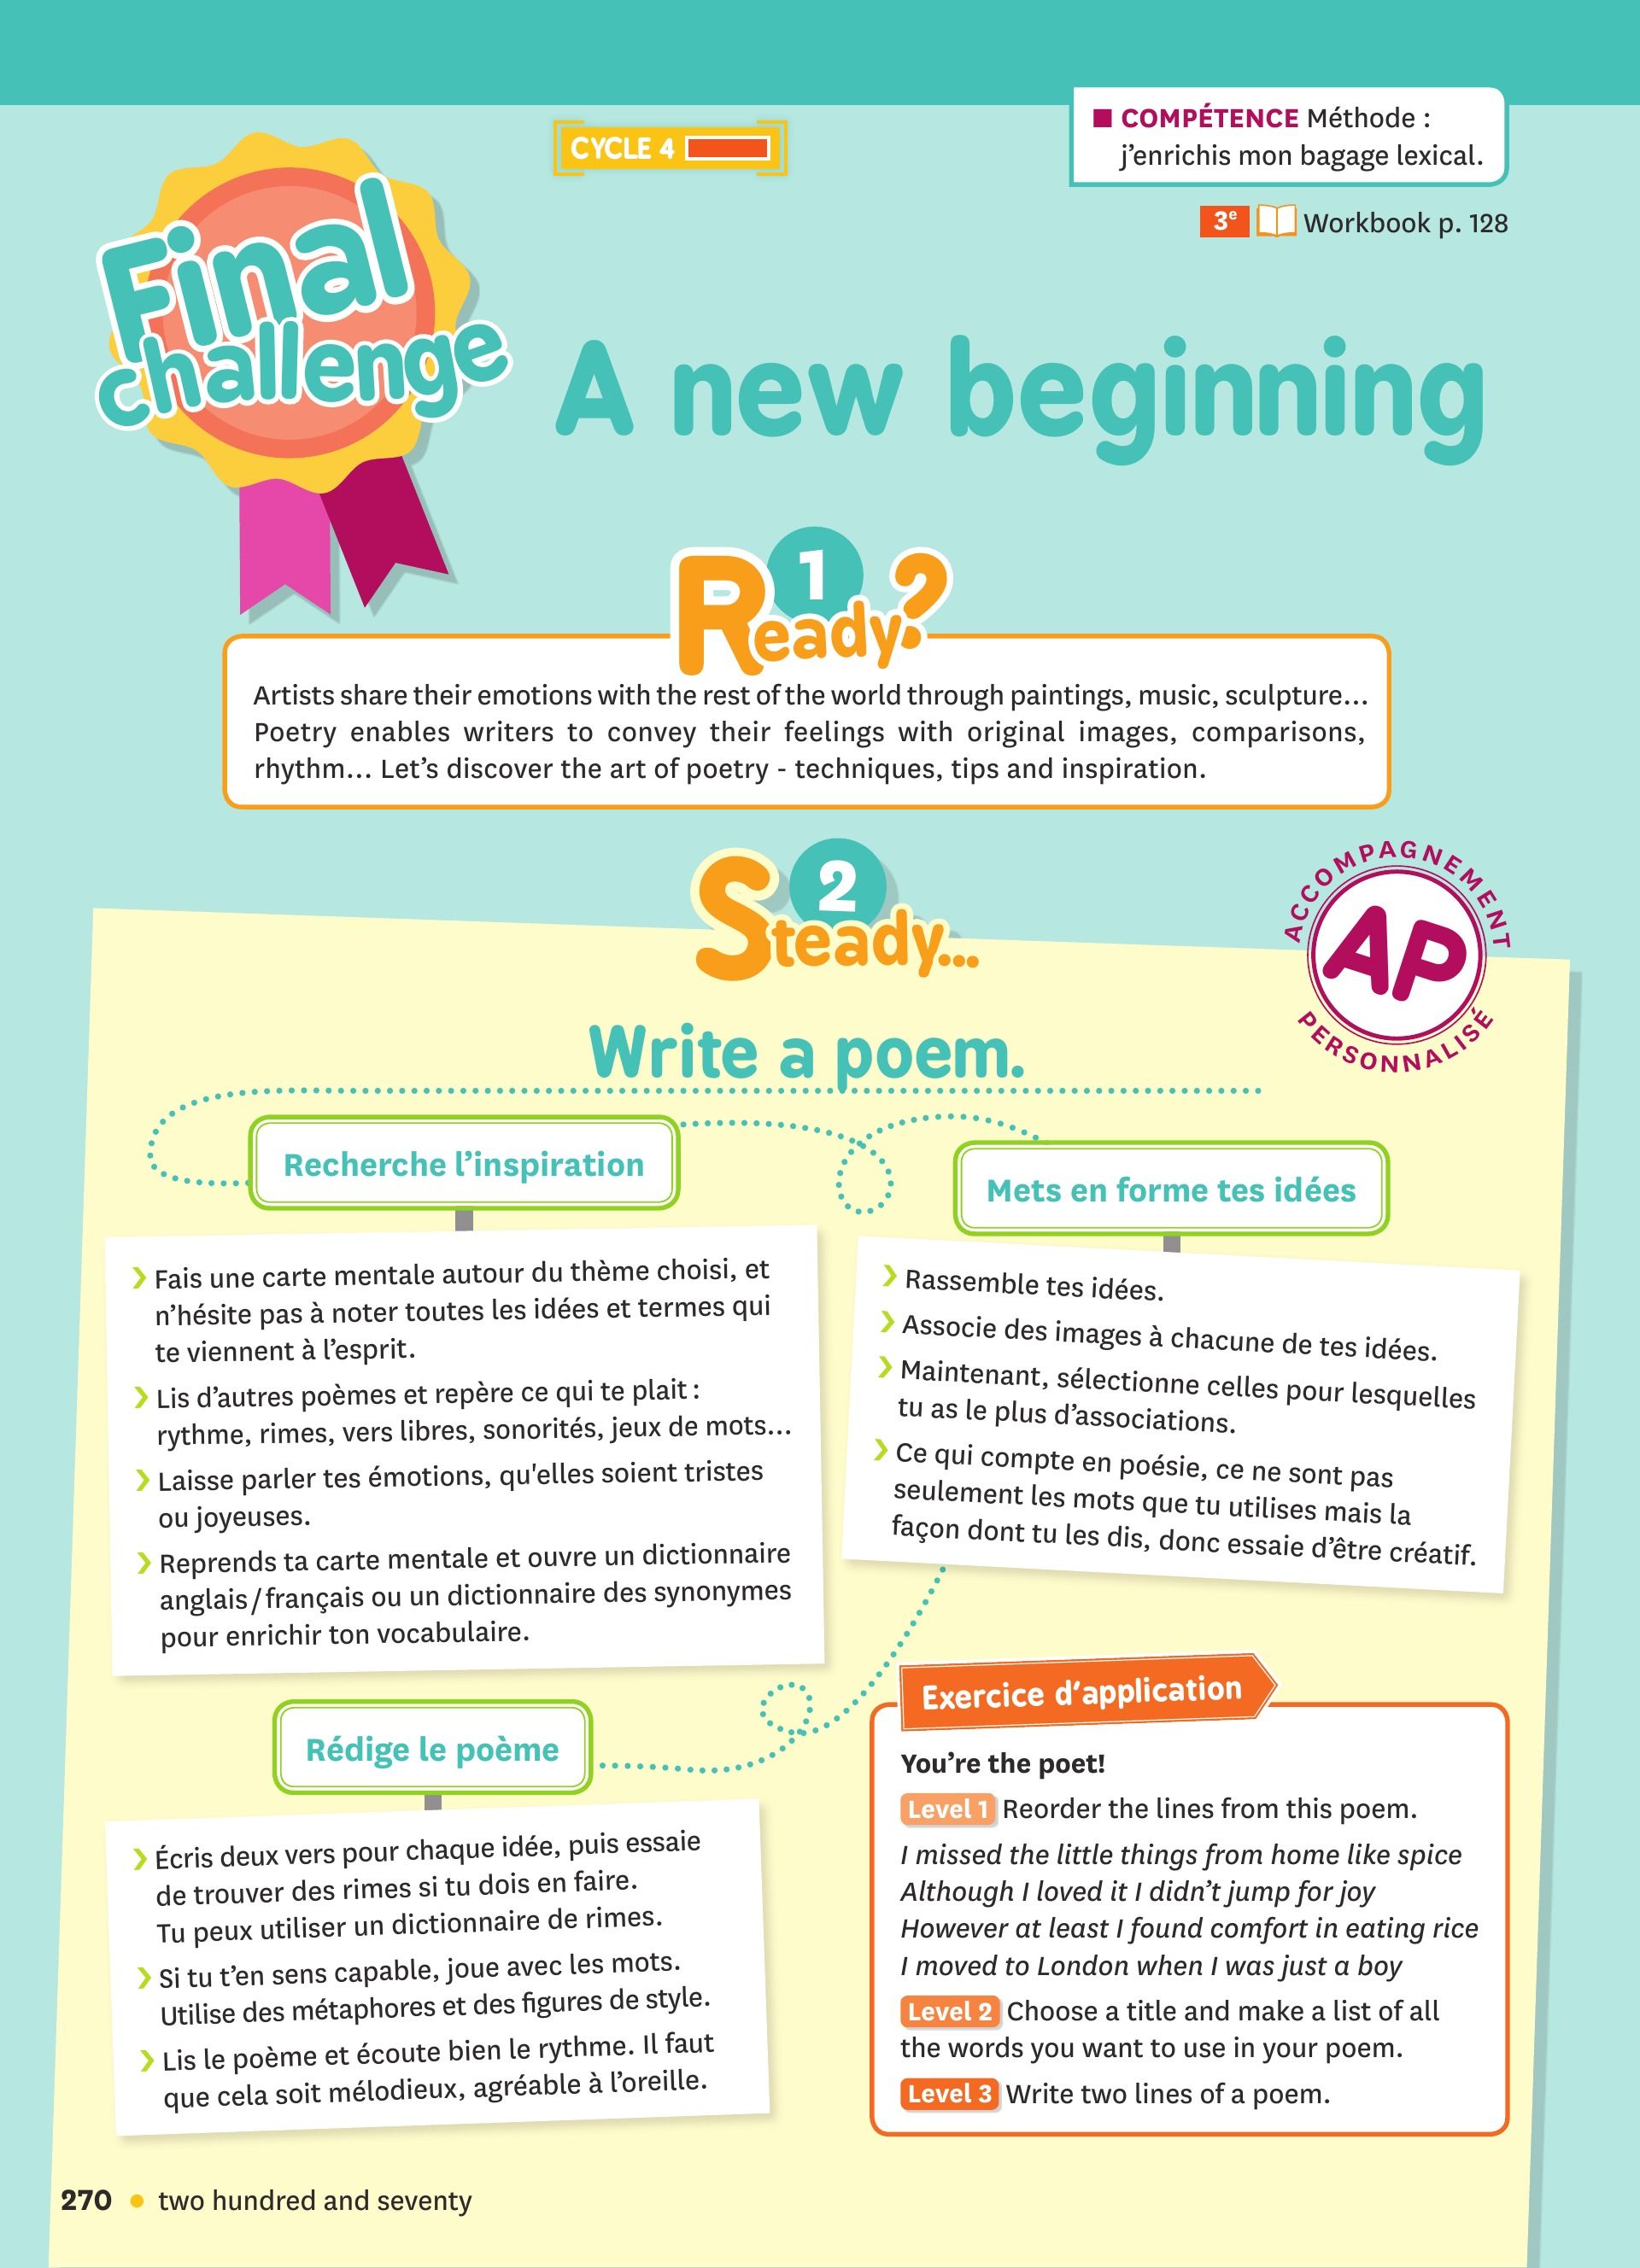 CYCLE 4
COMPÉTENCE Méthode :
j'enrichis mon bagage lexical.
3e Workbook p. 128
Final
challenge
A new beginning
1
Ready?
Artists share their emotions with the rest of the world through paintings, music, sculpture…
Poetry enables writers to convey their feelings with original images, comparisons,
rhythm… Let's discover the art of poetry - techniques, tips and inspiration.
2
Steady...
ACCOMPAGNEMENT
AP
PERSONNALISÉ
Write a poem.
Recherche l'inspiration
Fais une carte mentale autour du thème choisi, et
n'hésite pas à noter toutes les idées et termes qui
te viennent à l'esprit.
Lis d'autres poèmes et repère ce qui te plait :
rythme, rimes, vers libres, sonorités, jeux de mots…
Laisse parler tes émotions, qu'elles soient tristes
ou joyeuses.
Reprends ta carte mentale et ouvre un dictionnaire
anglais / français ou un dictionnaire des synonymes
pour enrichir ton vocabulaire.
Mets en forme tes idées
Rassemble tes idées.
Associe des images à chacune de tes idées.
Maintenant, sélectionne celles pour lesquelles
tu as le plus d'associations.
Ce qui compte en poésie, ce ne sont pas
seulement les mots que tu utilises mais la
façon dont tu les dis, donc essaie d'être créatif.
Rédige le poème
Écris deux vers pour chaque idée, puis essaie
de trouver des rimes si tu dois en faire.
Tu peux utiliser un dictionnaire de rimes.
Si tu t'en sens capable, joue avec les mots.
Utilise des métaphores et des figures de style.
Lis le poème et écoute bien le rythme. Il faut
que cela soit mélodieux, agréable à l'oreille.
Exercice d'application
You're the poet!
Level 1 Reorder the lines from this poem.
I missed the little things from home like spice
Although I loved it I didn't jump for joy
However at least I found comfort in eating rice
I moved to London when I was just a boy
Level 2 Choose a title and make a list of all
the words you want to use in your poem.
Level 3 Write two lines of a poem.
270 • two hundred and seventy